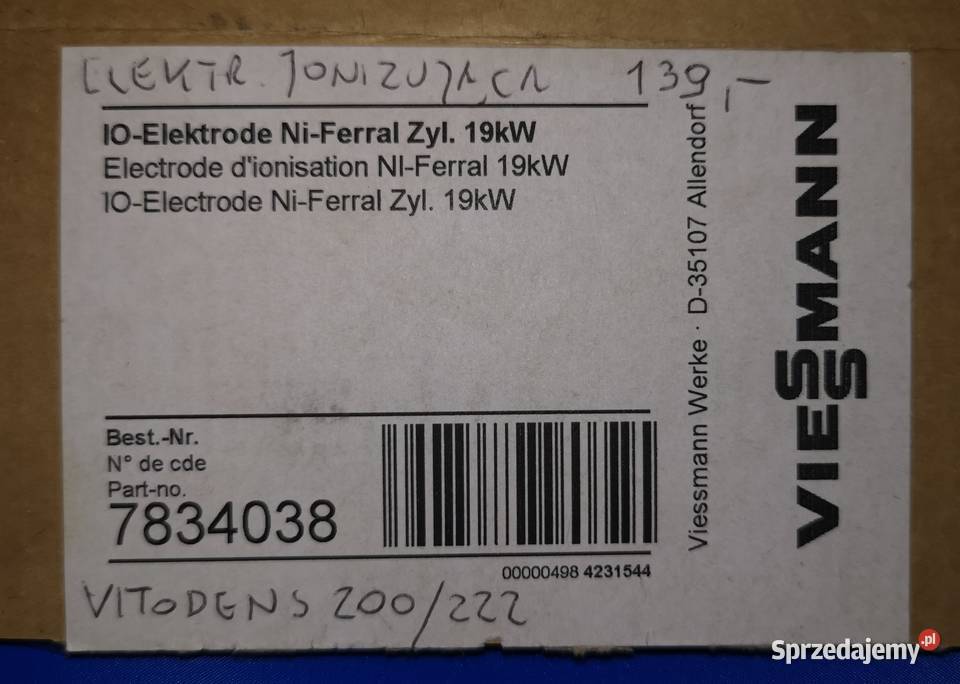 ELEKTR. JONIZUJĄCA 139,-
IO-Elektrode Ni-Ferral Zyl. 19kW
Electrode d'ionisation NI-Ferral 19kW
IO-Electrode Ni-Ferral Zyl. 19kW
Best.-Nr.
N° de cde
Part-no.
7834038
00000498 4231544
VITODENS 200/222
Viessmann Werke · D-35107 Allendorf
VIESSMANN
Sprzedajemy.pl